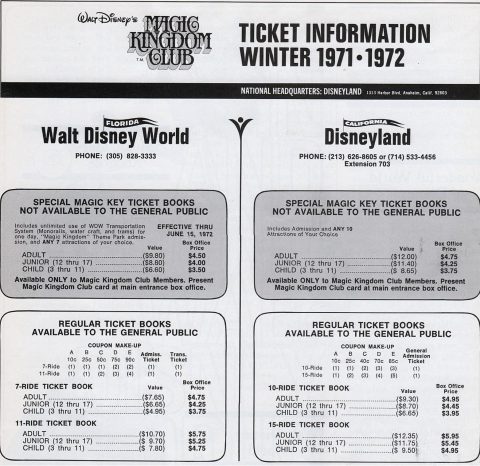 Walt Disney's
MAGIC
KINGDOM
CLUB
T.M.
TICKET INFORMATION
WINTER 1971•1972
NATIONAL HEADQUARTERS: DISNEYLAND 1313 Harbor Blvd, Anaheim, Calif. 92803
FLORIDA
Walt Disney World
PHONE: (305) 828-3333
SPECIAL MAGIC KEY TICKET BOOKS
NOT AVAILABLE TO THE GENERAL PUBLIC
Includes unlimited use of WDW Transportation
System (Monorails, water craft, and trams) for
one day, "Magic Kingdom" Theme Park admis-
sion, and ANY 7 attractions of your choice.
EFFECTIVE THRU
JUNE 15, 1972
Value Box Office Price
ADULT ($9.80) $4.50
JUNIOR (12 thru 17) ($8.80) $4.00
CHILD (3 thru 11) ($6.60) $3.50
Available ONLY to Magic Kingdom Club Members. Present
Magic Kingdom Club card at main entrance box office.
REGULAR TICKET BOOKS
AVAILABLE TO THE GENERAL PUBLIC
COUPON MAKE-UP
A B C D E Admiss. Trans.
10c 25c 50c 75c 90c Ticket Ticket
7-Ride (1) (1) (1) (2) (2) (1) (1)
11-Ride (1) (1) (2) (3) (4) (1) (1)
7-RIDE TICKET BOOK Value Box Office Price
ADULT ($7.65) $4.75
JUNIOR (12 thru 17) ($6.65) $4.25
CHILD (3 thru 11) ($4.95) $3.75
11-RIDE TICKET BOOK
ADULT ($10.70) $5.75
JUNIOR (12 thru 17) ($ 9.70) $5.25
CHILD (3 thru 11) ($ 7.80) $4.75
CALIFORNIA
Disneyland
PHONE: (213) 626-8605 or (714) 533-4456
Extension 703
SPECIAL MAGIC KEY TICKET BOOKS
NOT AVAILABLE TO THE GENERAL PUBLIC
Includes Admission and ANY 10
Attractions of Your Choice
Value Box Office Price
ADULT ($12.00) $4.75
JUNIOR (12 thru 17) ($11.40) $4.25
CHILD (3 thru 11) ($ 8.65) $3.75
Available ONLY to Magic Kingdom Club Members. Present
Magic Kingdom Club card at main entrance box office.
REGULAR TICKET BOOKS
AVAILABLE TO THE GENERAL PUBLIC
COUPON MAKE-UP
A B C D E General Admission Ticket
10c 25c 40c 70c 85c
10-Ride (1) (1) (2) (3) (3) (1)
15-Ride (1) (2) (3) (4) (5) (1)
10-RIDE TICKET BOOK Value Box Office Price
ADULT ($9.30) $4.95
JUNIOR (12 thru 17) ($8.70) $4.45
CHILD (3 thru 11) ($6.65) $3.95
15-RIDE TICKET BOOK
ADULT ($12.35) $5.95
JUNIOR (12 thru 17) ($11.75) $5.45
CHILD (3 thru 11) ($ 9.50) $4.95